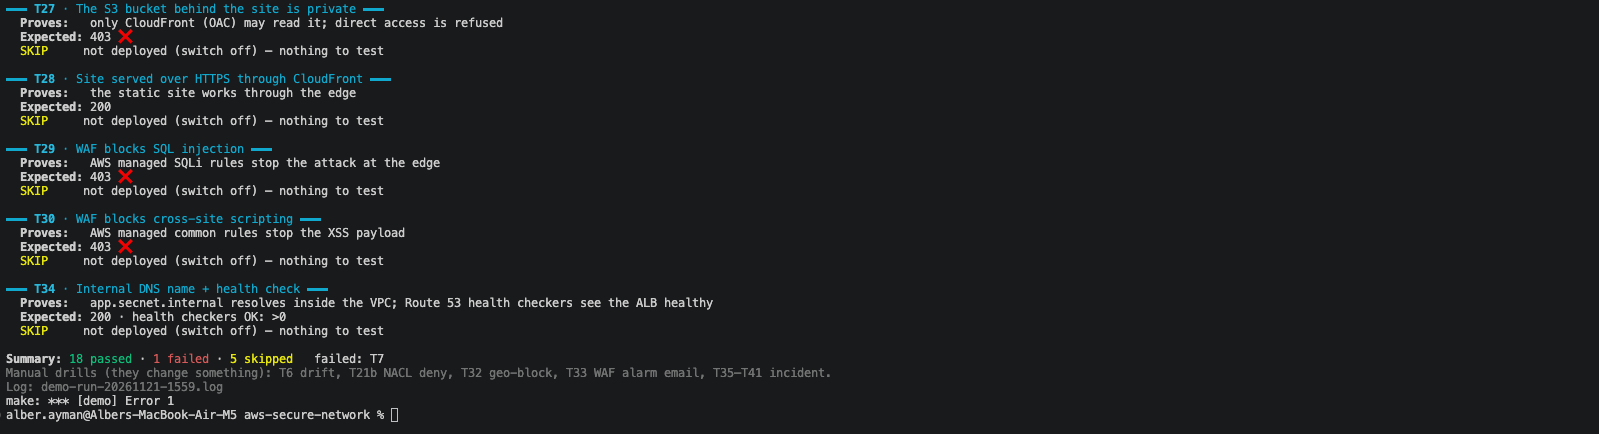 ━━━ T27 · The S3 bucket behind the site is private ━━━
Proves: only CloudFront (OAC) may read it; direct access is refused
Expected: 403 ❌
SKIP not deployed (switch off) — nothing to test
━━━ T28 · Site served over HTTPS through CloudFront ━━━
Proves: the static site works through the edge
Expected: 200
SKIP not deployed (switch off) — nothing to test
━━━ T29 · WAF blocks SQL injection ━━━
Proves: AWS managed SQLi rules stop the attack at the edge
Expected: 403 ❌
SKIP not deployed (switch off) — nothing to test
━━━ T30 · WAF blocks cross-site scripting ━━━
Proves: AWS managed common rules stop the XSS payload
Expected: 403 ❌
SKIP not deployed (switch off) — nothing to test
━━━ T34 · Internal DNS name + health check ━━━
Proves: app.secnet.internal resolves inside the VPC; Route 53 health checkers see the ALB healthy
Expected: 200 · health checkers OK: >0
SKIP not deployed (switch off) — nothing to test
Summary: 18 passed · 1 failed · 5 skipped failed: T7
Manual drills (they change something): T6 drift, T21b NACL deny, T32 geo-block, T33 WAF alarm email, T35-T41 incident.
Log: demo-run-20261121-1559.log
make: *** [demo] Error 1
alber.ayman@Albers-MacBook-Air-M5 aws-secure-network %